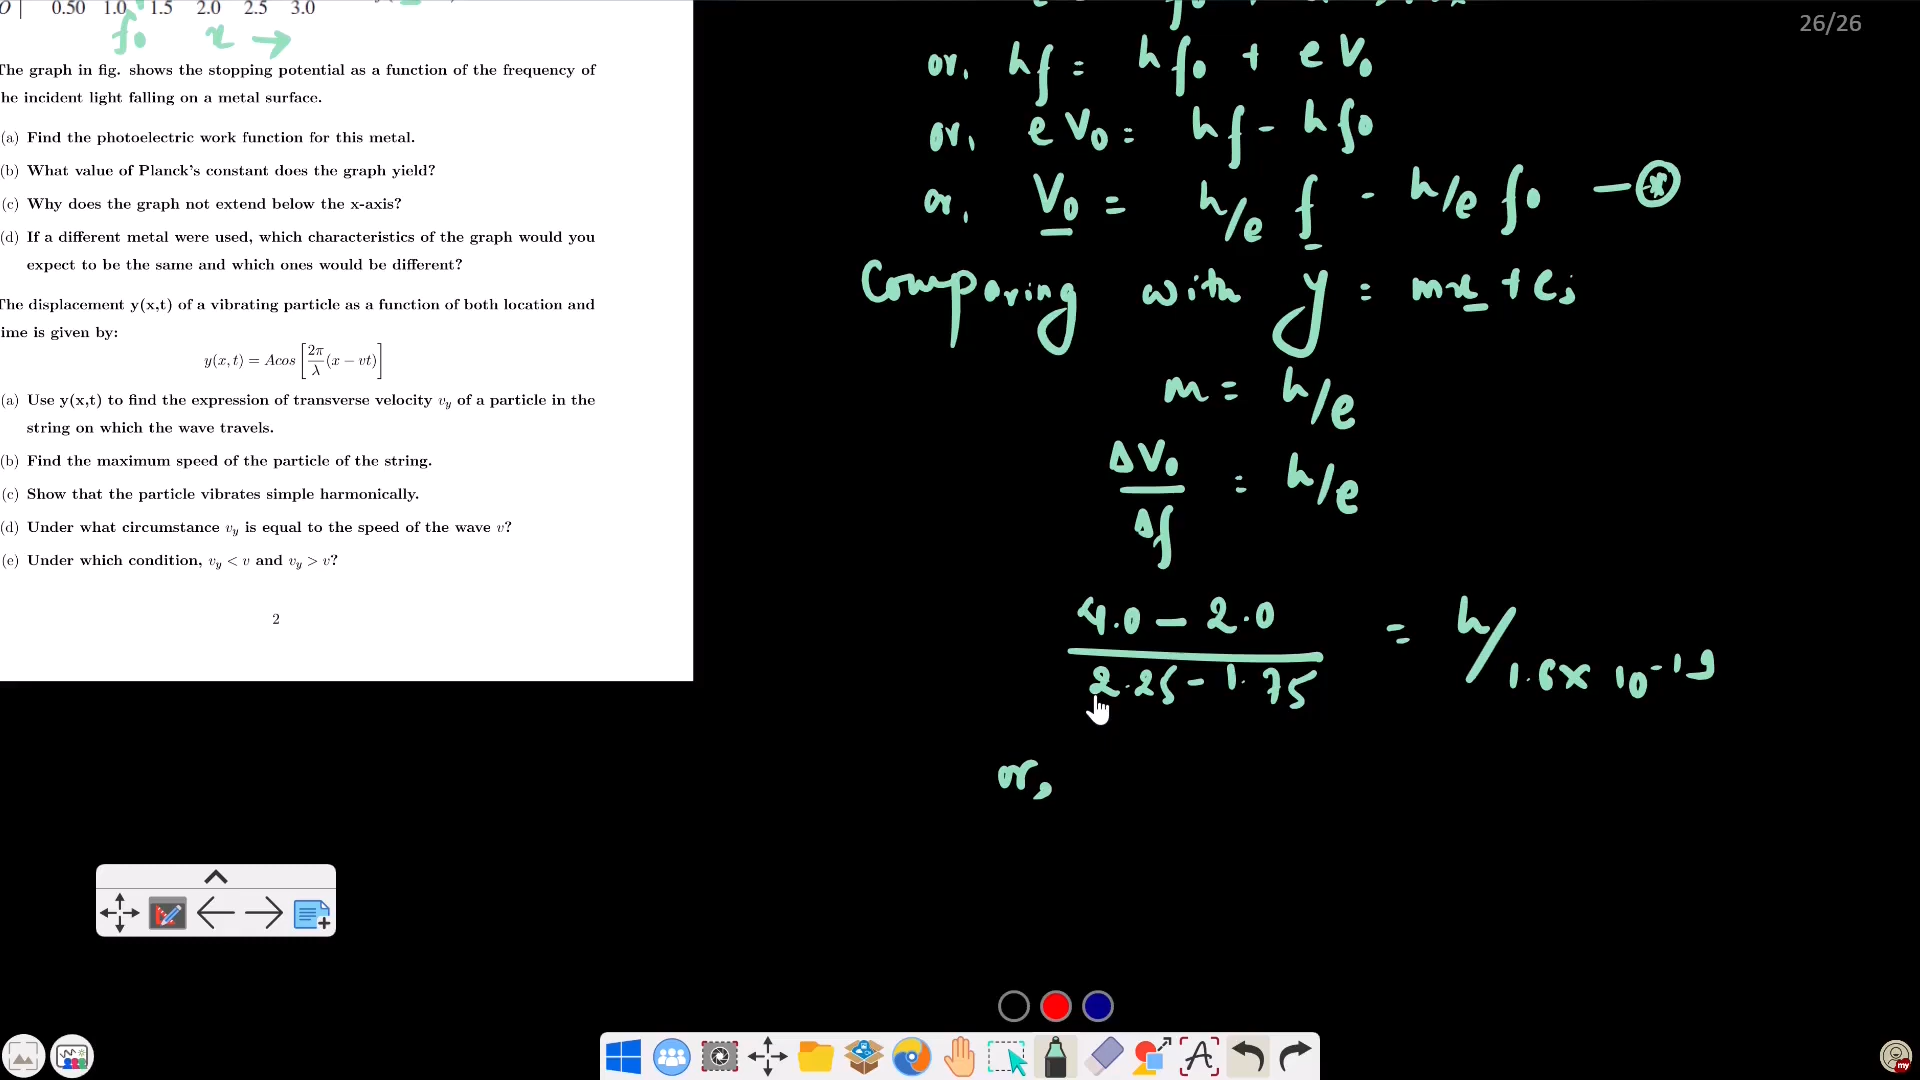 0.50 1.0 1.5 2.0 2.5 3.0
f₀ x →
The graph in fig. shows the stopping potential as a function of the frequency of
he incident light falling on a metal surface.
(a) Find the photoelectric work function for this metal.
(b) What value of Planck's constant does the graph yield?
(c) Why does the graph not extend below the x-axis?
(d) If a different metal were used, which characteristics of the graph would you
expect to be the same and which ones would be different?
The displacement y(x,t) of a vibrating particle as a function of both location and
ime is given by:
y(x, t) = Acos [2π/λ (x − vt)]
(a) Use y(x,t) to find the expression of transverse velocity v_y of a particle in the
string on which the wave travels.
(b) Find the maximum speed of the particle of the string.
(c) Show that the particle vibrates simple harmonically.
(d) Under what circumstance v_y is equal to the speed of the wave v?
(e) Under which condition, v_y < v and v_y > v?
2
26/26
or, hf = hf₀ + eV₀
or, eV₀ = hf - hf₀
or, V₀ = h/e f - h/e f₀ — ⊛
Comparing with y = mx + c;
m = h/e
ΔV₀/Δf = h/e
4.0 - 2.0 / 2.25 - 1.75 = h / 1.6 x 10⁻¹⁹
or,